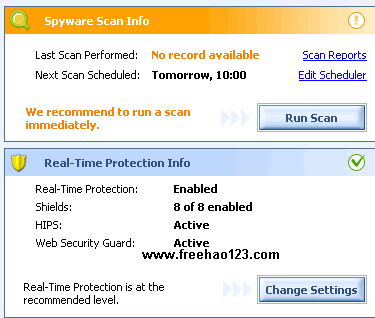 Spyware Scan Info
Last Scan Performed: No record available Scan Reports
Next Scan Scheduled: Tomorrow, 10:00 Edit Scheduler
We recommend to run a scan
immediately.
Run Scan
Real-Time Protection Info
Real-Time Protection: Enabled
Shields: 8 of 8 enabled
HIPS: Active
Web Security Guard: Active
www.freehao123.com
Real-Time Protection is at the
recommended level.
Change Settings